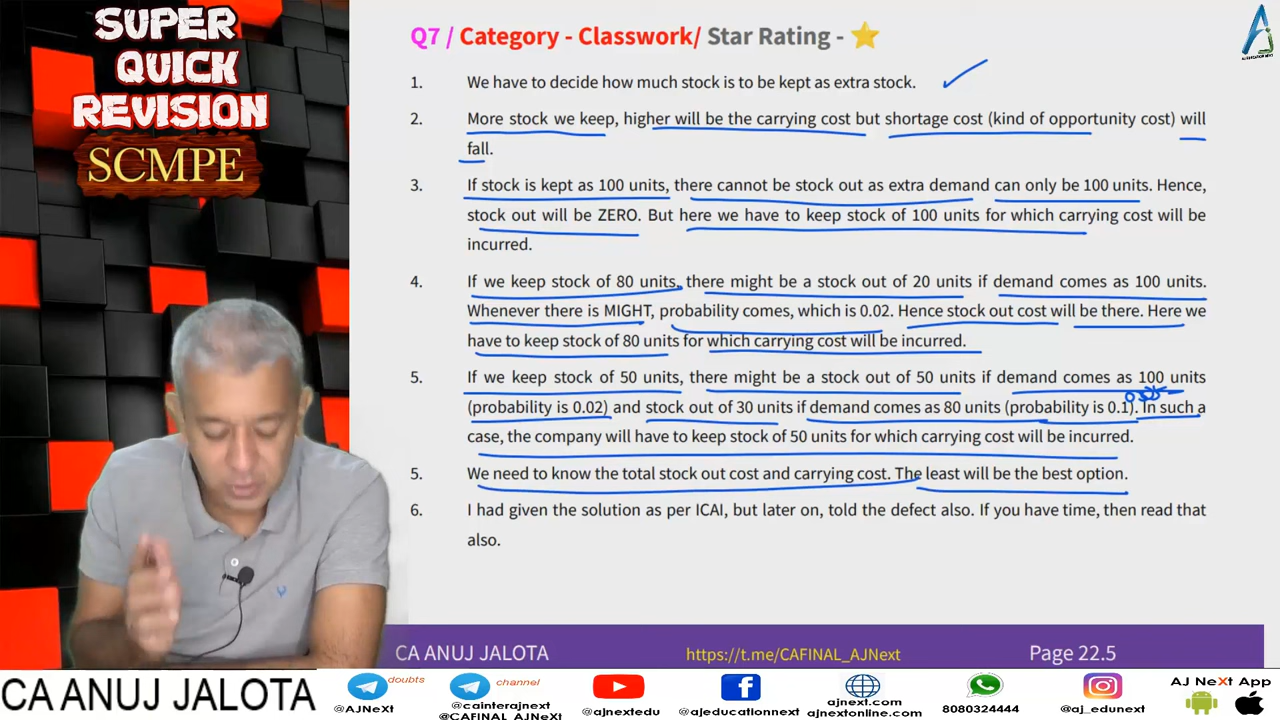 SUPER
QUICK
REVISION
SCMPE
Q7 / Category - Classwork/ Star Rating -
1. We have to decide how much stock is to be kept as extra stock.
2. More stock we keep, higher will be the carrying cost but shortage cost (kind of opportunity cost) will
fall.
3. If stock is kept as 100 units, there cannot be stock out as extra demand can only be 100 units. Hence,
stock out will be ZERO. But here we have to keep stock of 100 units for which carrying cost will be
incurred.
4. If we keep stock of 80 units, there might be a stock out of 20 units if demand comes as 100 units.
Whenever there is MIGHT, probability comes, which is 0.02. Hence stock out cost will be there. Here we
have to keep stock of 80 units for which carrying cost will be incurred.
5. If we keep stock of 50 units, there might be a stock out of 50 units if demand comes as 100 units
(probability is 0.02) and stock out of 30 units if demand comes as 80 units (probability is 0.1). In such a
case, the company will have to keep stock of 50 units for which carrying cost will be incurred.
5. We need to know the total stock out cost and carrying cost. The least will be the best option.
6. I had given the solution as per ICAI, but later on, told the defect also. If you have time, then read that
also.
CA ANUJ JALOTA https://t.me/CAFINAL_AJNext Page 22.5
CA ANUJ JALOTA
doubts
@AJNeXt
channel
@cainterajnext
@CAFINAL_AJNeXt
@ajnextedu
@ajeducationnext
ajnext.com
ajnextonline.com
8080324444
@aj_edunext
AJ NeXt App